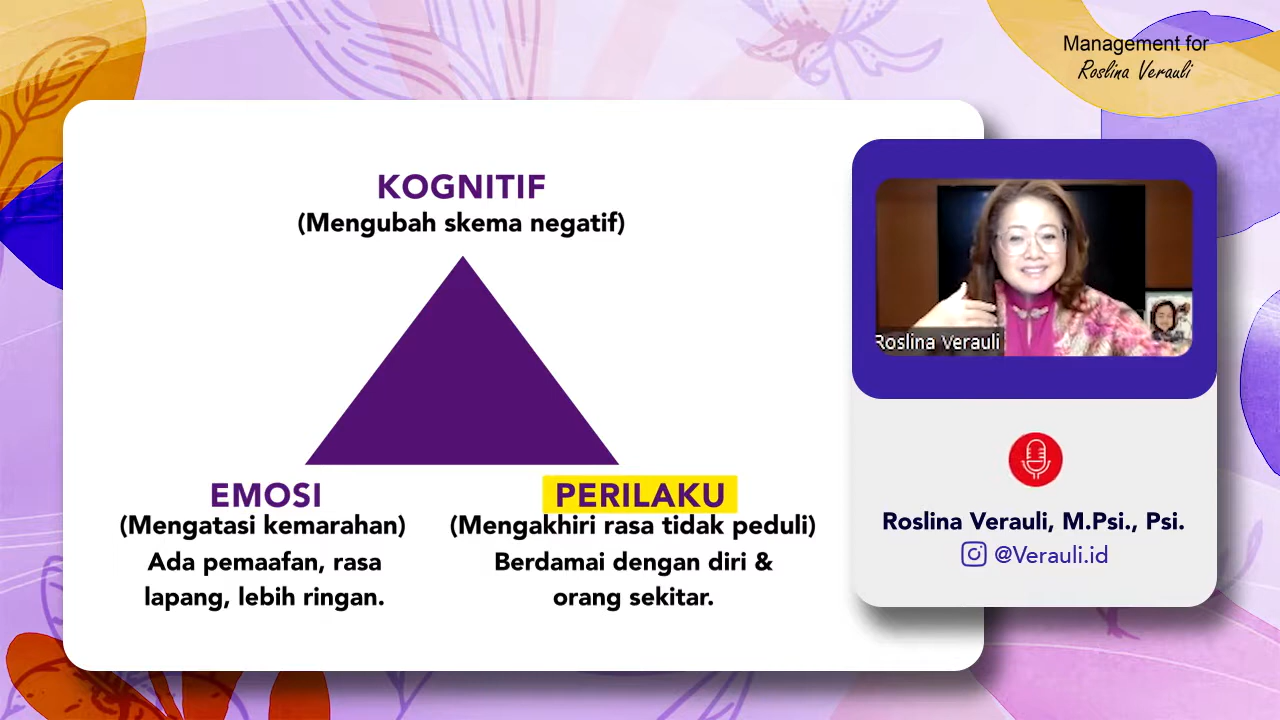 Management for
Roslina Verauli
KOGNITIF
(Mengubah skema negatif)
EMOSI
(Mengatasi kemarahan)
Ada pemaafan, rasa
lapang, lebih ringan.
PERILAKU
(Mengakhiri rasa tidak peduli)
Berdamai dengan diri &
orang sekitar.
Roslina Verauli
Roslina Verauli, M.Psi., Psi.
@Verauli.id